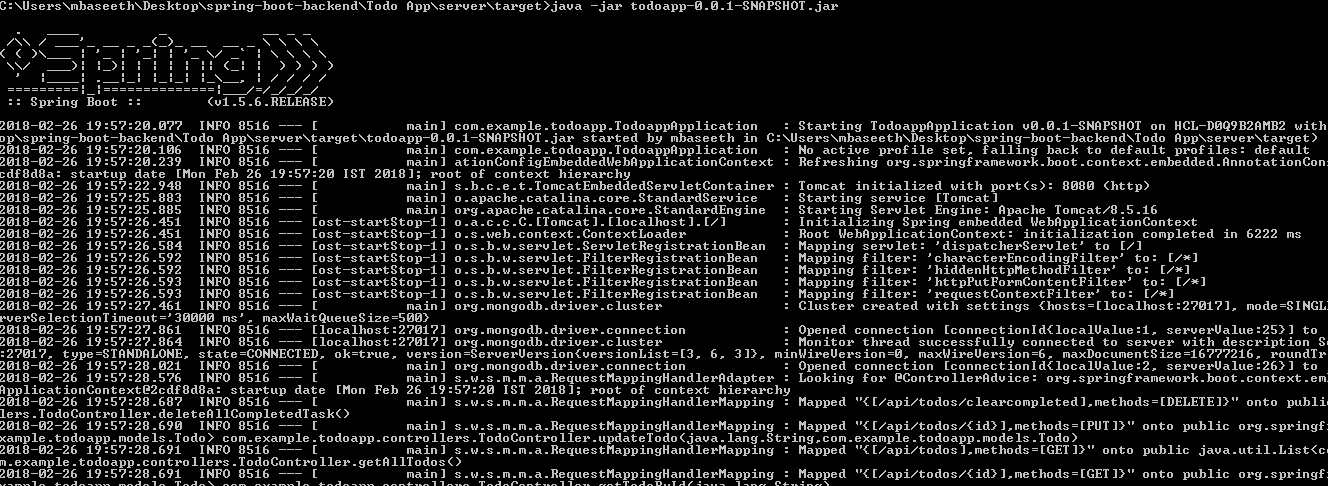 C:\Users\mbaseeth\Desktop\spring-boot-backend\Todo App\server\target>java -jar todoapp-0.0.1-SNAPSHOT.jar
Spring
:: Spring Boot ::        (v1.5.6.RELEASE)
2018-02-26 19:57:20.077  INFO 8516 --- [           main] com.example.todoapp.TodoappApplication   : Starting TodoappApplication v0.0.1-SNAPSHOT on HCL-D0Q9B2AMB2 with
pp\spring-boot-backend\Todo App\server\target\todoapp-0.0.1-SNAPSHOT.jar started by mbaseeth in C:\Users\mbaseeth\Desktop\spring-boot-backend\Todo App\server\target)
2018-02-26 19:57:20.106  INFO 8516 --- [           main] com.example.todoapp.TodoappApplication   : No active profile set, falling back to default profiles: default
2018-02-26 19:57:20.239  INFO 8516 --- [           main] ationConfigEmbeddedWebApplicationContext : Refreshing org.springframework.boot.context.embedded.AnnotationCon
cdf8d8a: startup date [Mon Feb 26 19:57:20 IST 2018]; root of context hierarchy
2018-02-26 19:57:22.948  INFO 8516 --- [           main] s.b.c.e.t.TomcatEmbeddedServletContainer : Tomcat initialized with port(s): 8080 (http)
2018-02-26 19:57:25.883  INFO 8516 --- [           main] o.apache.catalina.core.StandardService   : Starting service [Tomcat]
2018-02-26 19:57:25.885  INFO 8516 --- [           main] org.apache.catalina.core.StandardEngine  : Starting Servlet Engine: Apache Tomcat/8.5.16
2018-02-26 19:57:26.451  INFO 8516 --- [ost-startStop-1] o.a.c.c.C.[Tomcat].[localhost].[/]       : Initializing Spring embedded WebApplicationContext
2018-02-26 19:57:26.451  INFO 8516 --- [ost-startStop-1] o.s.web.context.ContextLoader            : Root WebApplicationContext: initialization completed in 6222 ms
2018-02-26 19:57:26.584  INFO 8516 --- [ost-startStop-1] o.s.b.w.servlet.ServletRegistrationBean  : Mapping servlet: 'dispatcherServlet' to [/]
2018-02-26 19:57:26.592  INFO 8516 --- [ost-startStop-1] o.s.b.w.servlet.FilterRegistrationBean   : Mapping filter: 'characterEncodingFilter' to: [/*]
2018-02-26 19:57:26.592  INFO 8516 --- [ost-startStop-1] o.s.b.w.servlet.FilterRegistrationBean   : Mapping filter: 'hiddenHttpMethodFilter' to: [/*]
2018-02-26 19:57:26.593  INFO 8516 --- [ost-startStop-1] o.s.b.w.servlet.FilterRegistrationBean   : Mapping filter: 'httpPutFormContentFilter' to: [/*]
2018-02-26 19:57:26.593  INFO 8516 --- [ost-startStop-1] o.s.b.w.servlet.FilterRegistrationBean   : Mapping filter: 'requestContextFilter' to: [/*]
2018-02-26 19:57:27.461  INFO 8516 --- [           main] org.mongodb.driver.cluster               : Cluster created with settings {hosts=[localhost:27017], mode=SINGL
rverSelectionTimeout='30000 ms', maxWaitQueueSize=500}
2018-02-26 19:57:27.861  INFO 8516 --- [localhost:27017] org.mongodb.driver.connection            : Opened connection [connectionId{localValue:1, serverValue:25}] to
2018-02-26 19:57:27.864  INFO 8516 --- [localhost:27017] org.mongodb.driver.cluster               : Monitor thread successfully connected to server with description S
:27017, type=STANDALONE, state=CONNECTED, ok=true, version=ServerVersion{versionList=[3, 6, 3]}, minWireVersion=0, maxWireVersion=6, maxDocumentSize=16777216, roundTr
2018-02-26 19:57:28.021  INFO 8516 --- [           main] org.mongodb.driver.connection            : Opened connection [connectionId{localValue:2, serverValue:26}] to
2018-02-26 19:57:28.576  INFO 8516 --- [           main] s.w.s.m.m.a.RequestMappingHandlerAdapter : Looking for @ControllerAdvice: org.springframework.boot.context.em
ApplicationContext@2cdf8d8a: startup date [Mon Feb 26 19:57:20 IST 2018]; root of context hierarchy
2018-02-26 19:57:28.687  INFO 8516 --- [           main] s.w.s.m.m.a.RequestMappingHandlerMapping : Mapped "{[/api/todos/clearcompleted],methods=[DELETE]}" onto publi
lers.TodoController.deleteAllCompletedTask()
2018-02-26 19:57:28.690  INFO 8516 --- [           main] s.w.s.m.m.a.RequestMappingHandlerMapping : Mapped "{[/api/todos/{id}],methods=[PUT]}" onto public org.springf
example.todoapp.models.Todo> com.example.todoapp.controllers.TodoController.updateTodo(java.lang.String,com.example.todoapp.models.Todo)
2018-02-26 19:57:28.691  INFO 8516 --- [           main] s.w.s.m.m.a.RequestMappingHandlerMapping : Mapped "{[/api/todos],methods=[GET]}" onto public java.util.List<c
m.example.todoapp.controllers.TodoController.getAllTodos()
2018-02-26 19:57:28.691  INFO 8516 --- [           main] s.w.s.m.m.a.RequestMappingHandlerMapping : Mapped "{[/api/todos/{id}],methods=[GET]}" onto public org.springf
example.todoapp.models.Todo> com.example.todoapp.controllers.TodoController.getTodoById(java.lang.String)